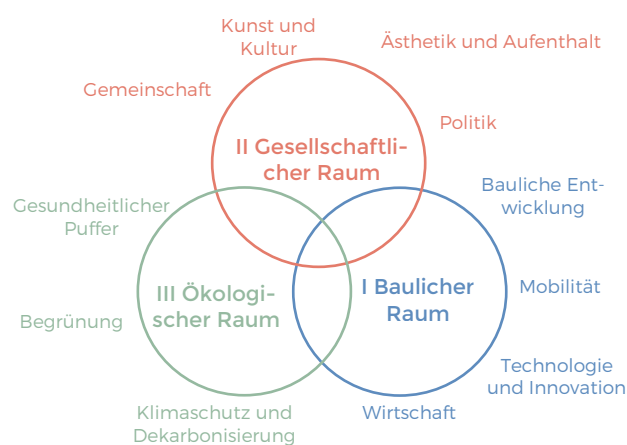 Kunst und
Kultur
Ästhetik und Aufenthalt
Gemeinschaft
Politik
II Gesellschaftli-
cher Raum
Bauliche Ent-
wicklung
Gesundheitlicher
Puffer
III Ökologi-
scher Raum
I Baulicher
Raum
Mobilität
Begrünung
Technologie
und Innovation
Klimaschutz und
Dekarbonisierung
Wirtschaft